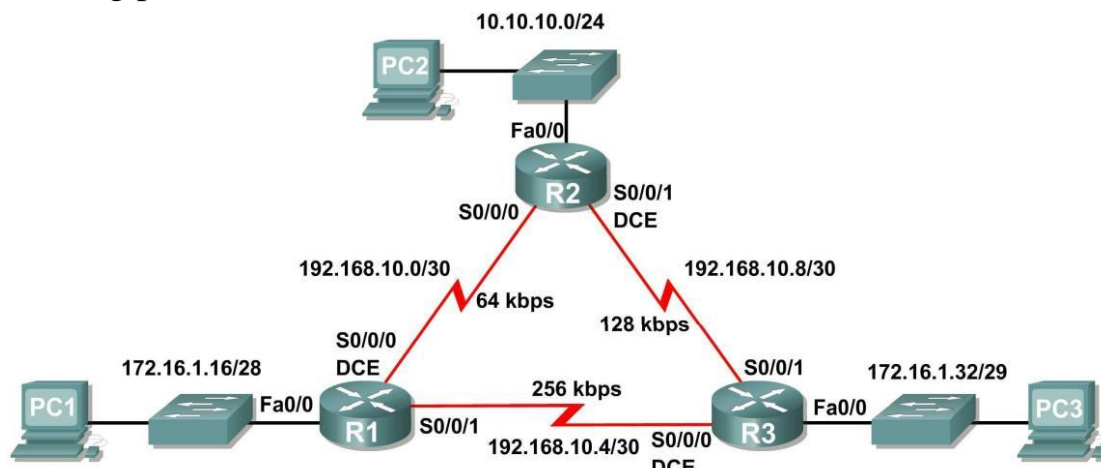 10.10.10.0/24
PC2
Fa0/0
R2
S0/0/0
S0/0/1
DCE
192.168.10.0/30
192.168.10.8/30
64 kbps
128 kbps
S0/0/0
DCE
S0/0/1
172.16.1.16/28
256 kbps
172.16.1.32/29
PC1
Fa0/0
R1
S0/0/1
192.168.10.4/30
S0/0/0
DCE
R3
Fa0/0
PC3